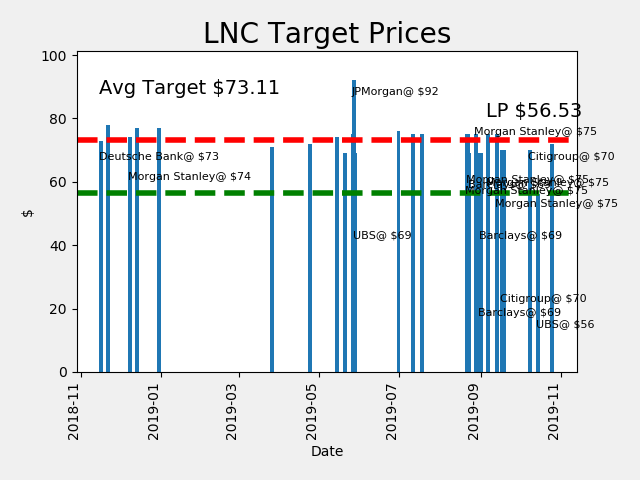 LNC Target Prices
100
80
60
40
20
0
$
Avg Target $73.11
LP $56.53
JPMorgan@ $92
Morgan Stanley@ $75
Deutsche Bank@ $73
Citigroup@ $70
Morgan Stanley@ $74
Morgan Stanley@ $75
Morgan Stanley@ $75
Morgan Stanley@ $75
Morgan Stanley@ $75
UBS@ $69
Barclays@ $69
Citigroup@ $70
Barclays@ $69
UBS@ $56
2018-11
2019-01
2019-03
2019-05
2019-07
2019-09
2019-11
Date